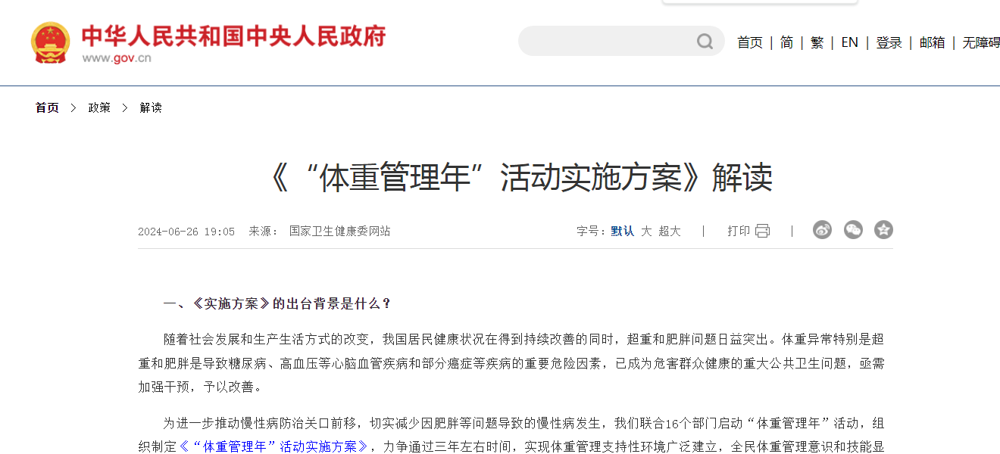 中华人民共和国中央人民政府
www.gov.cn
首页 | 简 | 繁 | EN | 登录 | 邮箱 | 无障碍
首页 > 政策 > 解读
《“体重管理年”活动实施方案》解读
2024-06-26 19:05 来源： 国家卫生健康委网站 字号：默认 大 超大 | 打印 |
一、《实施方案》的出台背景是什么？
随着社会发展和生产生活方式的改变，我国居民健康状况在得到持续改善的同时，超重和肥胖问题日益突出。体重异常特别是超
重和肥胖是导致糖尿病、高血压等心脑血管疾病和部分癌症等疾病的重要危险因素，已成为危害群众健康的重大公共卫生问题，亟需
加强干预，予以改善。
为进一步推动慢性病防治关口前移，切实减少因肥胖等问题导致的慢性病发生，我们联合16个部门启动“体重管理年”活动，组
织制定《“体重管理年”活动实施方案》，力争通过三年左右时间，实现体重管理支持性环境广泛建立，全民体重管理意识和技能显